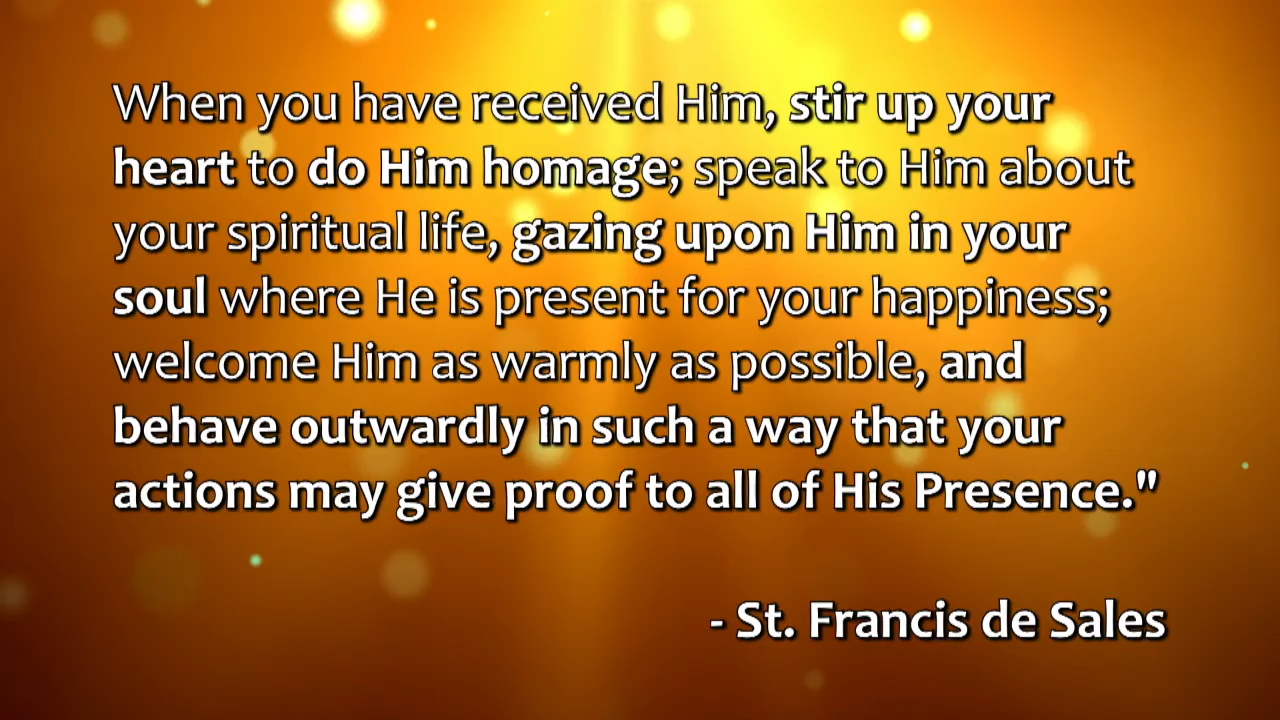 When you have received Him, stir up your
heart to do Him homage; speak to Him about
your spiritual life, gazing upon Him in your
soul where He is present for your happiness;
welcome Him as warmly as possible, and
behave outwardly in such a way that your
actions may give proof to all of His Presence."
- St. Francis de Sales